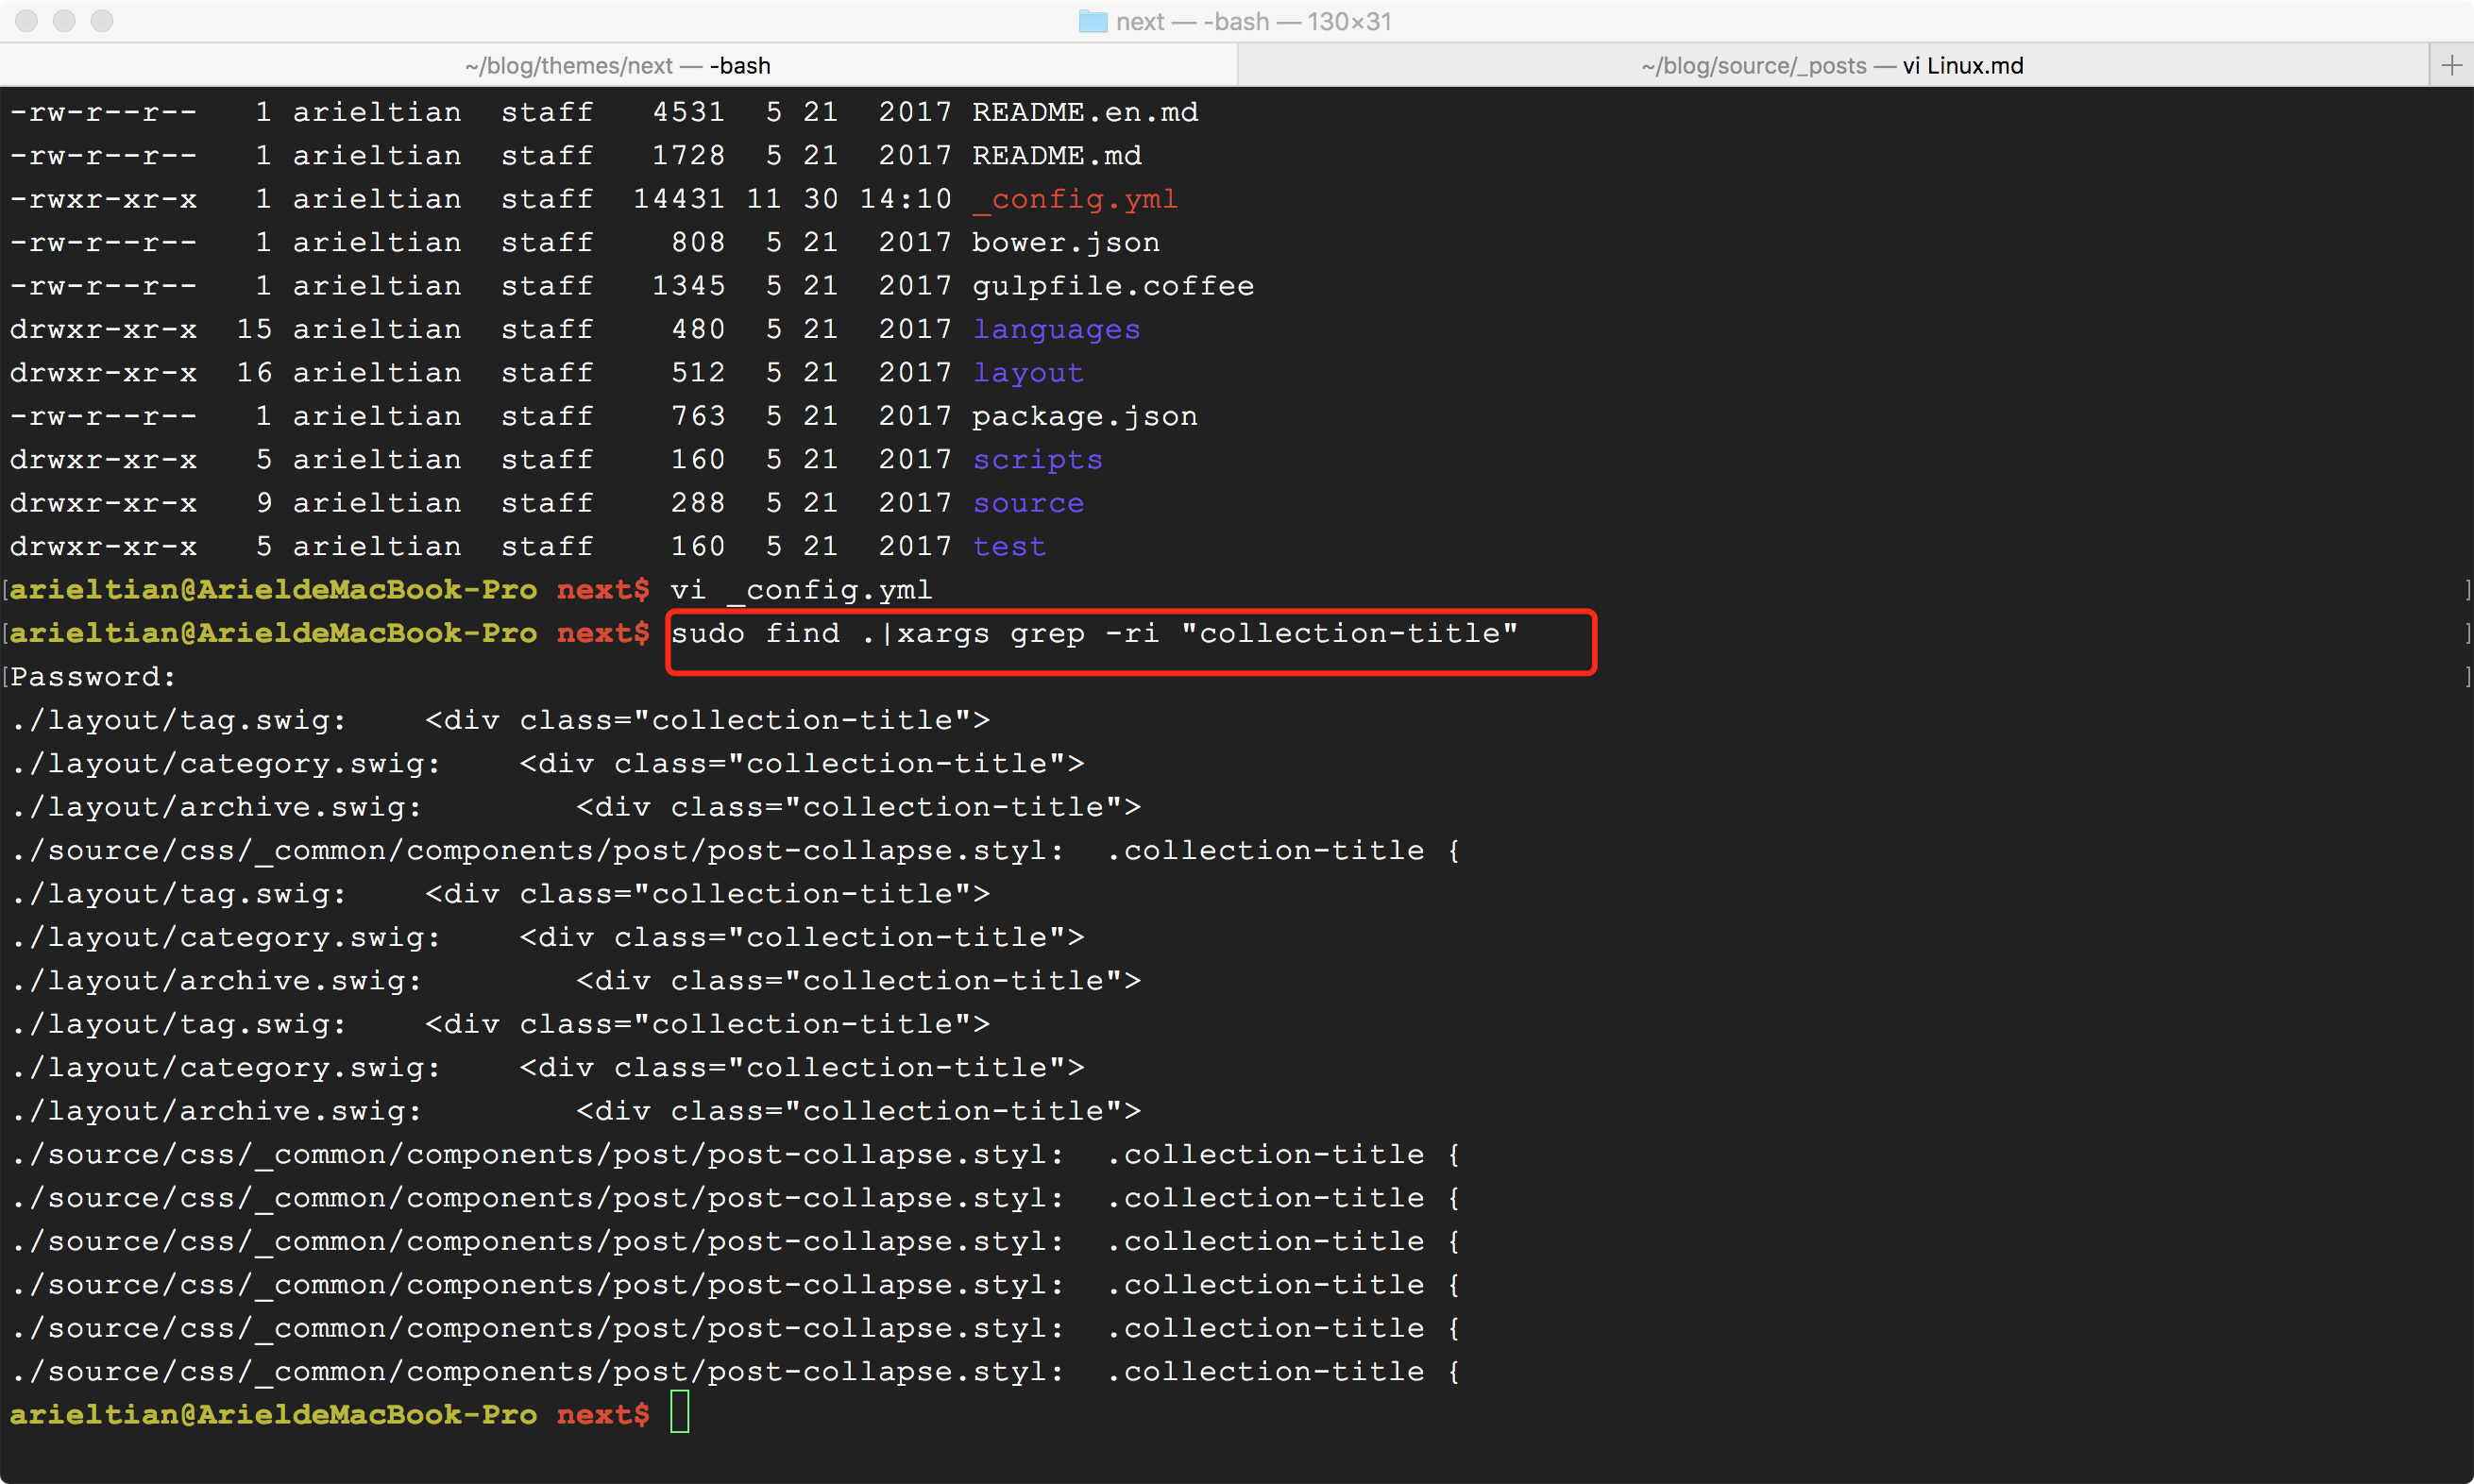 next — -bash — 130×31
~/blog/themes/next — -bash
~/blog/source/_posts — vi Linux.md
-rw-r--r--   1 arieltian  staff   4531  5 21  2017 README.en.md
-rw-r--r--   1 arieltian  staff   1728  5 21  2017 README.md
-rwxr-xr-x   1 arieltian  staff  14431 11 30 14:10 _config.yml
-rw-r--r--   1 arieltian  staff    808  5 21  2017 bower.json
-rw-r--r--   1 arieltian  staff   1345  5 21  2017 gulpfile.coffee
drwxr-xr-x  15 arieltian  staff    480  5 21  2017 languages
drwxr-xr-x  16 arieltian  staff    512  5 21  2017 layout
-rw-r--r--   1 arieltian  staff    763  5 21  2017 package.json
drwxr-xr-x   5 arieltian  staff    160  5 21  2017 scripts
drwxr-xr-x   9 arieltian  staff    288  5 21  2017 source
drwxr-xr-x   5 arieltian  staff    160  5 21  2017 test
[arieltian@ArieldeMacBook-Pro next$ vi _config.yml ]
[arieltian@ArieldeMacBook-Pro next$ sudo find .|xargs grep -ri "collection-title" ]
[Password: ]
./layout/tag.swig:    <div class="collection-title">
./layout/category.swig:    <div class="collection-title">
./layout/archive.swig:        <div class="collection-title">
./source/css/_common/components/post/post-collapse.styl:  .collection-title {
./layout/tag.swig:    <div class="collection-title">
./layout/category.swig:    <div class="collection-title">
./layout/archive.swig:        <div class="collection-title">
./layout/tag.swig:    <div class="collection-title">
./layout/category.swig:    <div class="collection-title">
./layout/archive.swig:        <div class="collection-title">
./source/css/_common/components/post/post-collapse.styl:  .collection-title {
./source/css/_common/components/post/post-collapse.styl:  .collection-title {
./source/css/_common/components/post/post-collapse.styl:  .collection-title {
./source/css/_common/components/post/post-collapse.styl:  .collection-title {
./source/css/_common/components/post/post-collapse.styl:  .collection-title {
./source/css/_common/components/post/post-collapse.styl:  .collection-title {
arieltian@ArieldeMacBook-Pro next$